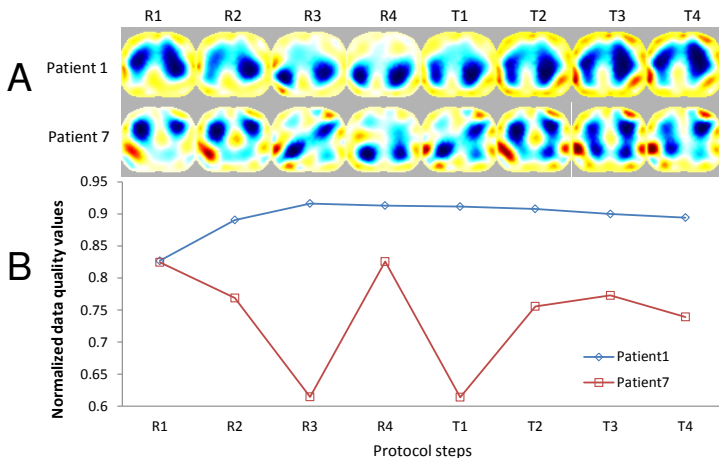 R1 R2 R3 R4 T1 T2 T3 T4
A
Patient 1
Patient 7
B
Normalized data quality values
0.95
0.9
0.85
0.8
0.75
0.7
0.65
0.6
Patient1
Patient7
R1 R2 R3 R4 T1 T2 T3 T4
Protocol steps